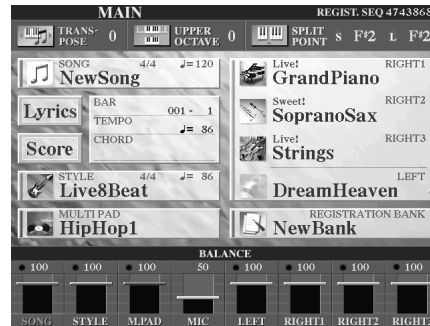 MAIN REGIST. SEQ 4743868
TRANS-
POSE 0 UPPER
OCTAVE 0 SPLIT
POINT S F#2 L F#2
SONG 4/4 ♩=120
NewSong
Live! RIGHT1
GrandPiano
Lyrics
BAR 001 - 1
TEMPO ♩= 86
CHORD
Sweet! RIGHT2
SopranoSax
Score
Live! RIGHT3
Strings
STYLE 4/4 ♩= 86
Live8Beat
LEFT
DreamHeaven
MULTI PAD
HipHop1
REGISTRATION BANK
NewBank
BALANCE
100 100 100 50 100 100 100 100
SONG STYLE M.PAD MIC LEFT RIGHT1 RIGHT2 RIGHT3